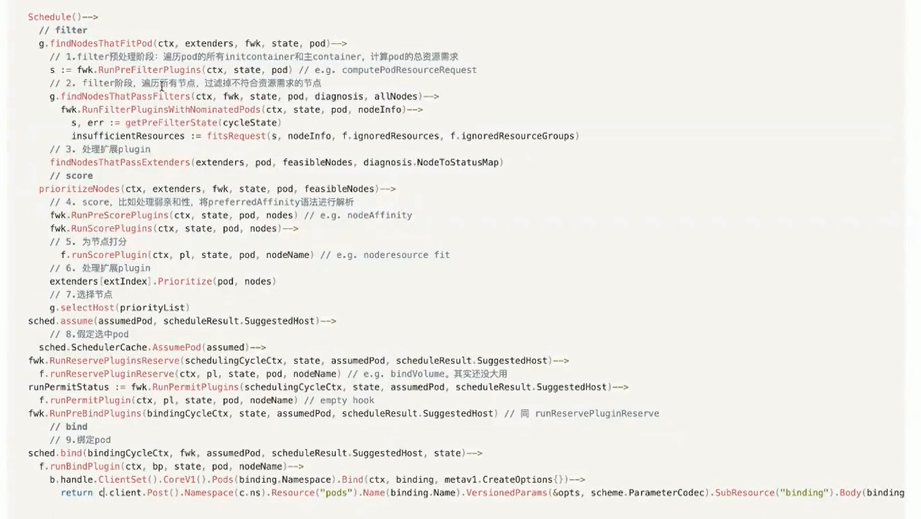 Schedule()-->
// filter
g.findNodesThatFitPod(ctx, extenders, fwk, state, pod)-->
// 1.filter预处理阶段：遍历pod的所有initcontainer和主container，计算pod的总资源需求
s := fwk.RunPreFilterPlugins(ctx, state, pod) // e.g. computePodResourceRequest
// 2. filter阶段，遍历所有节点，过滤掉不符合资源需求的节点
g.findNodesThatPassFilters(ctx, fwk, state, pod, diagnosis, allNodes)-->
fwk.RunFilterPluginsWithNominatedPods(ctx, state, pod, nodeInfo)-->
s, err := getPreFilterState(cycleState)
insufficientResources := fitsRequest(s, nodeInfo, f.ignoredResources, f.ignoredResourceGroups)
// 3. 处理扩展plugin
findNodesThatPassExtenders(extenders, pod, feasibleNodes, diagnosis.NodeToStatusMap)
// score
prioritizeNodes(ctx, extenders, fwk, state, pod, feasibleNodes)-->
// 4. score，比如处理弱亲和性，将preferredAffinity语法进行解析
fwk.RunPreScorePlugins(ctx, state, pod, nodes) // e.g. nodeAffinity
fwk.RunScorePlugins(ctx, state, pod, nodes)-->
// 5. 为节点打分
f.runScorePlugin(ctx, pl, state, pod, nodeName) // e.g. noderesource fit
// 6. 处理扩展plugin
extenders[extIndex].Prioritize(pod, nodes)
// 7.选择节点
g.selectHost(priorityList)
sched.assume(assumedPod, scheduleResult.SuggestedHost)-->
// 8.假定选中pod
sched.SchedulerCache.AssumePod(assumed)-->
fwk.RunReservePluginsReserve(schedulingCycleCtx, state, assumedPod, scheduleResult.SuggestedHost)-->
f.runReservePluginReserve(ctx, pl, state, pod, nodeName) // e.g. bindVolume。其实还没大用
runPermitStatus := fwk.RunPermitPlugins(schedulingCycleCtx, state, assumedPod, scheduleResult.SuggestedHost)-->
f.runPermitPlugin(ctx, pl, state, pod, nodeName) // empty hook
fwk.RunPreBindPlugins(bindingCycleCtx, state, assumedPod, scheduleResult.SuggestedHost) // 同 runReservePluginReserve
// bind
// 9.绑定pod
sched.bind(bindingCycleCtx, fwk, assumedPod, scheduleResult.SuggestedHost, state)-->
f.runBindPlugin(ctx, bp, state, pod, nodeName)-->
b.handle.ClientSet().CoreV1().Pods(binding.Namespace).Bind(ctx, binding, metav1.CreateOptions{})-->
return c.client.Post().Namespace(c.ns).Resource("pods").Name(binding.Name).VersionedParams(&opts, scheme.ParameterCodec).SubResource("binding").Body(binding